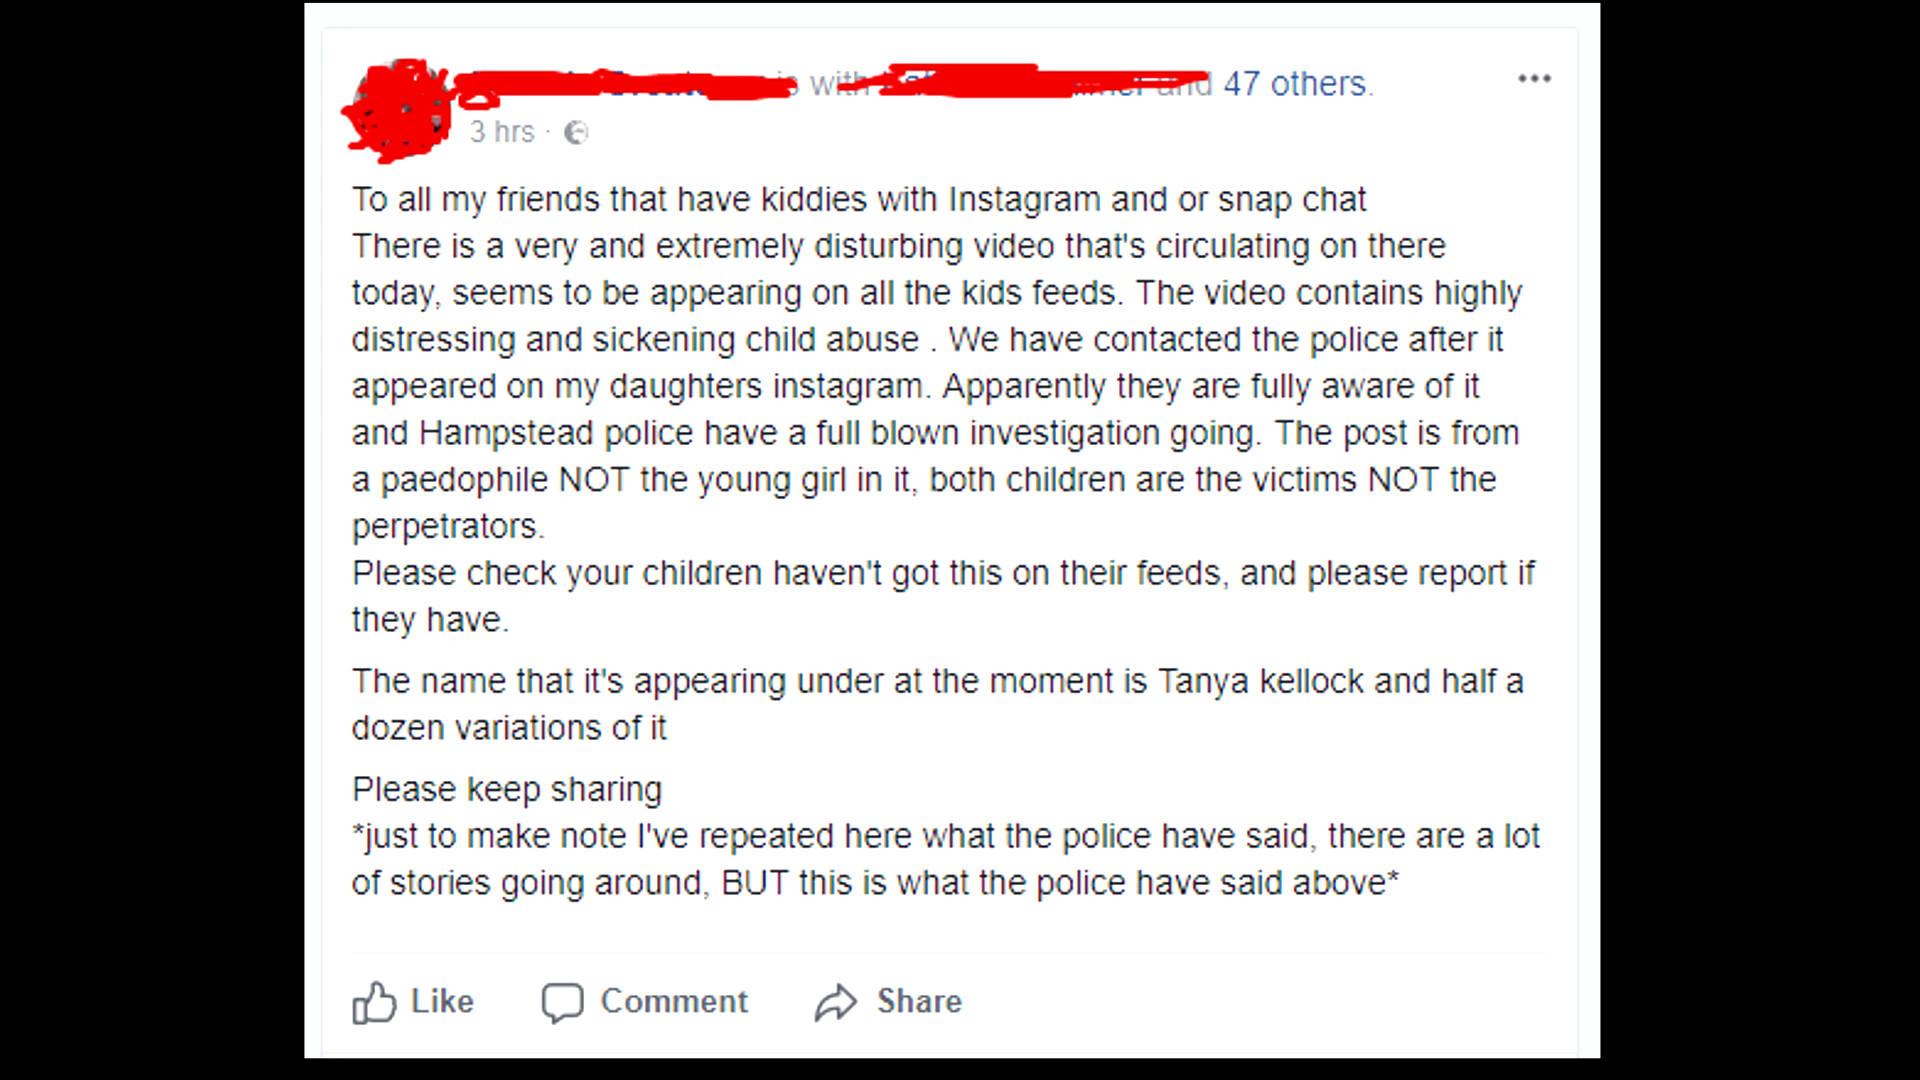 is with and 47 others.
3 hrs ·
To all my friends that have kiddies with Instagram and or snap chat
There is a very and extremely disturbing video that's circulating on there
today, seems to be appearing on all the kids feeds. The video contains highly
distressing and sickening child abuse . We have contacted the police after it
appeared on my daughters instagram. Apparently they are fully aware of it
and Hampstead police have a full blown investigation going. The post is from
a paedophile NOT the young girl in it, both children are the victims NOT the
perpetrators.
Please check your children haven't got this on their feeds, and please report if
they have.
The name that it's appearing under at the moment is Tanya kellock and half a
dozen variations of it
Please keep sharing
*just to make note I've repeated here what the police have said, there are a lot
of stories going around, BUT this is what the police have said above*
Like Comment Share